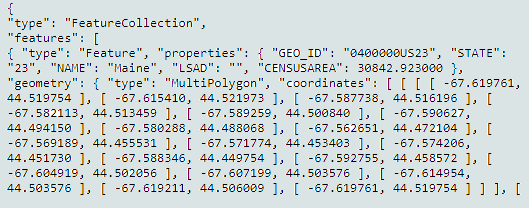 {
"type": "FeatureCollection",
"features": [
{ "type": "Feature", "properties": { "GEO_ID": "0400000US23", "STATE":
"23", "NAME": "Maine", "LSAD": "", "CENSUSAREA": 30842.923000 },
"geometry": { "type": "MultiPolygon", "coordinates": [ [ [ [ -67.619761,
44.519754 ], [ -67.615410, 44.521973 ], [ -67.587738, 44.516196 ], [
-67.582113, 44.513459 ], [ -67.589259, 44.500840 ], [ -67.590627,
44.494150 ], [ -67.580288, 44.488068 ], [ -67.562651, 44.472104 ], [
-67.569189, 44.455531 ], [ -67.571774, 44.453403 ], [ -67.574206,
44.451730 ], [ -67.588346, 44.449754 ], [ -67.592755, 44.458572 ], [
-67.604919, 44.502056 ], [ -67.607199, 44.503576 ], [ -67.614954,
44.503576 ], [ -67.619211, 44.506009 ], [ -67.619761, 44.519754 ] ] ], [